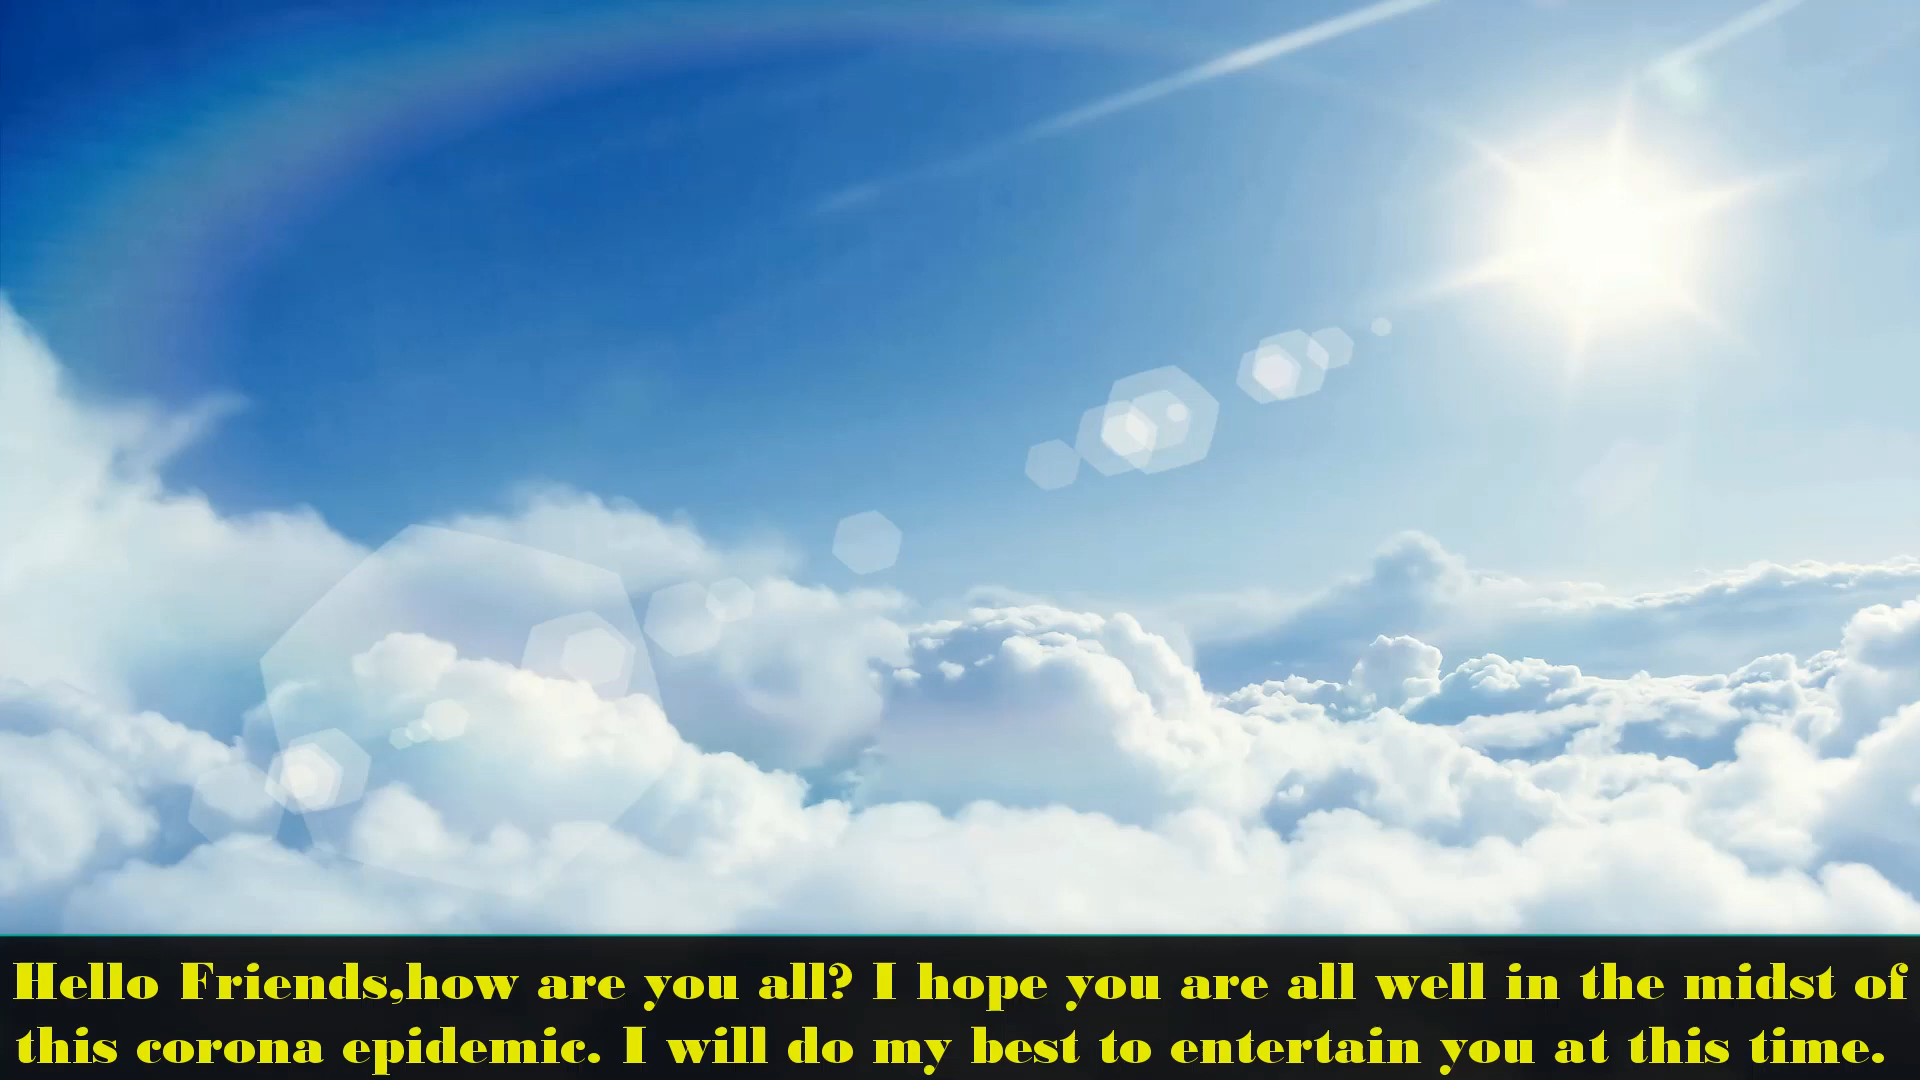 Hello Friends,how are you all? I hope you are all well in the midst of
this corona epidemic. I will do my best to entertain you at this time.